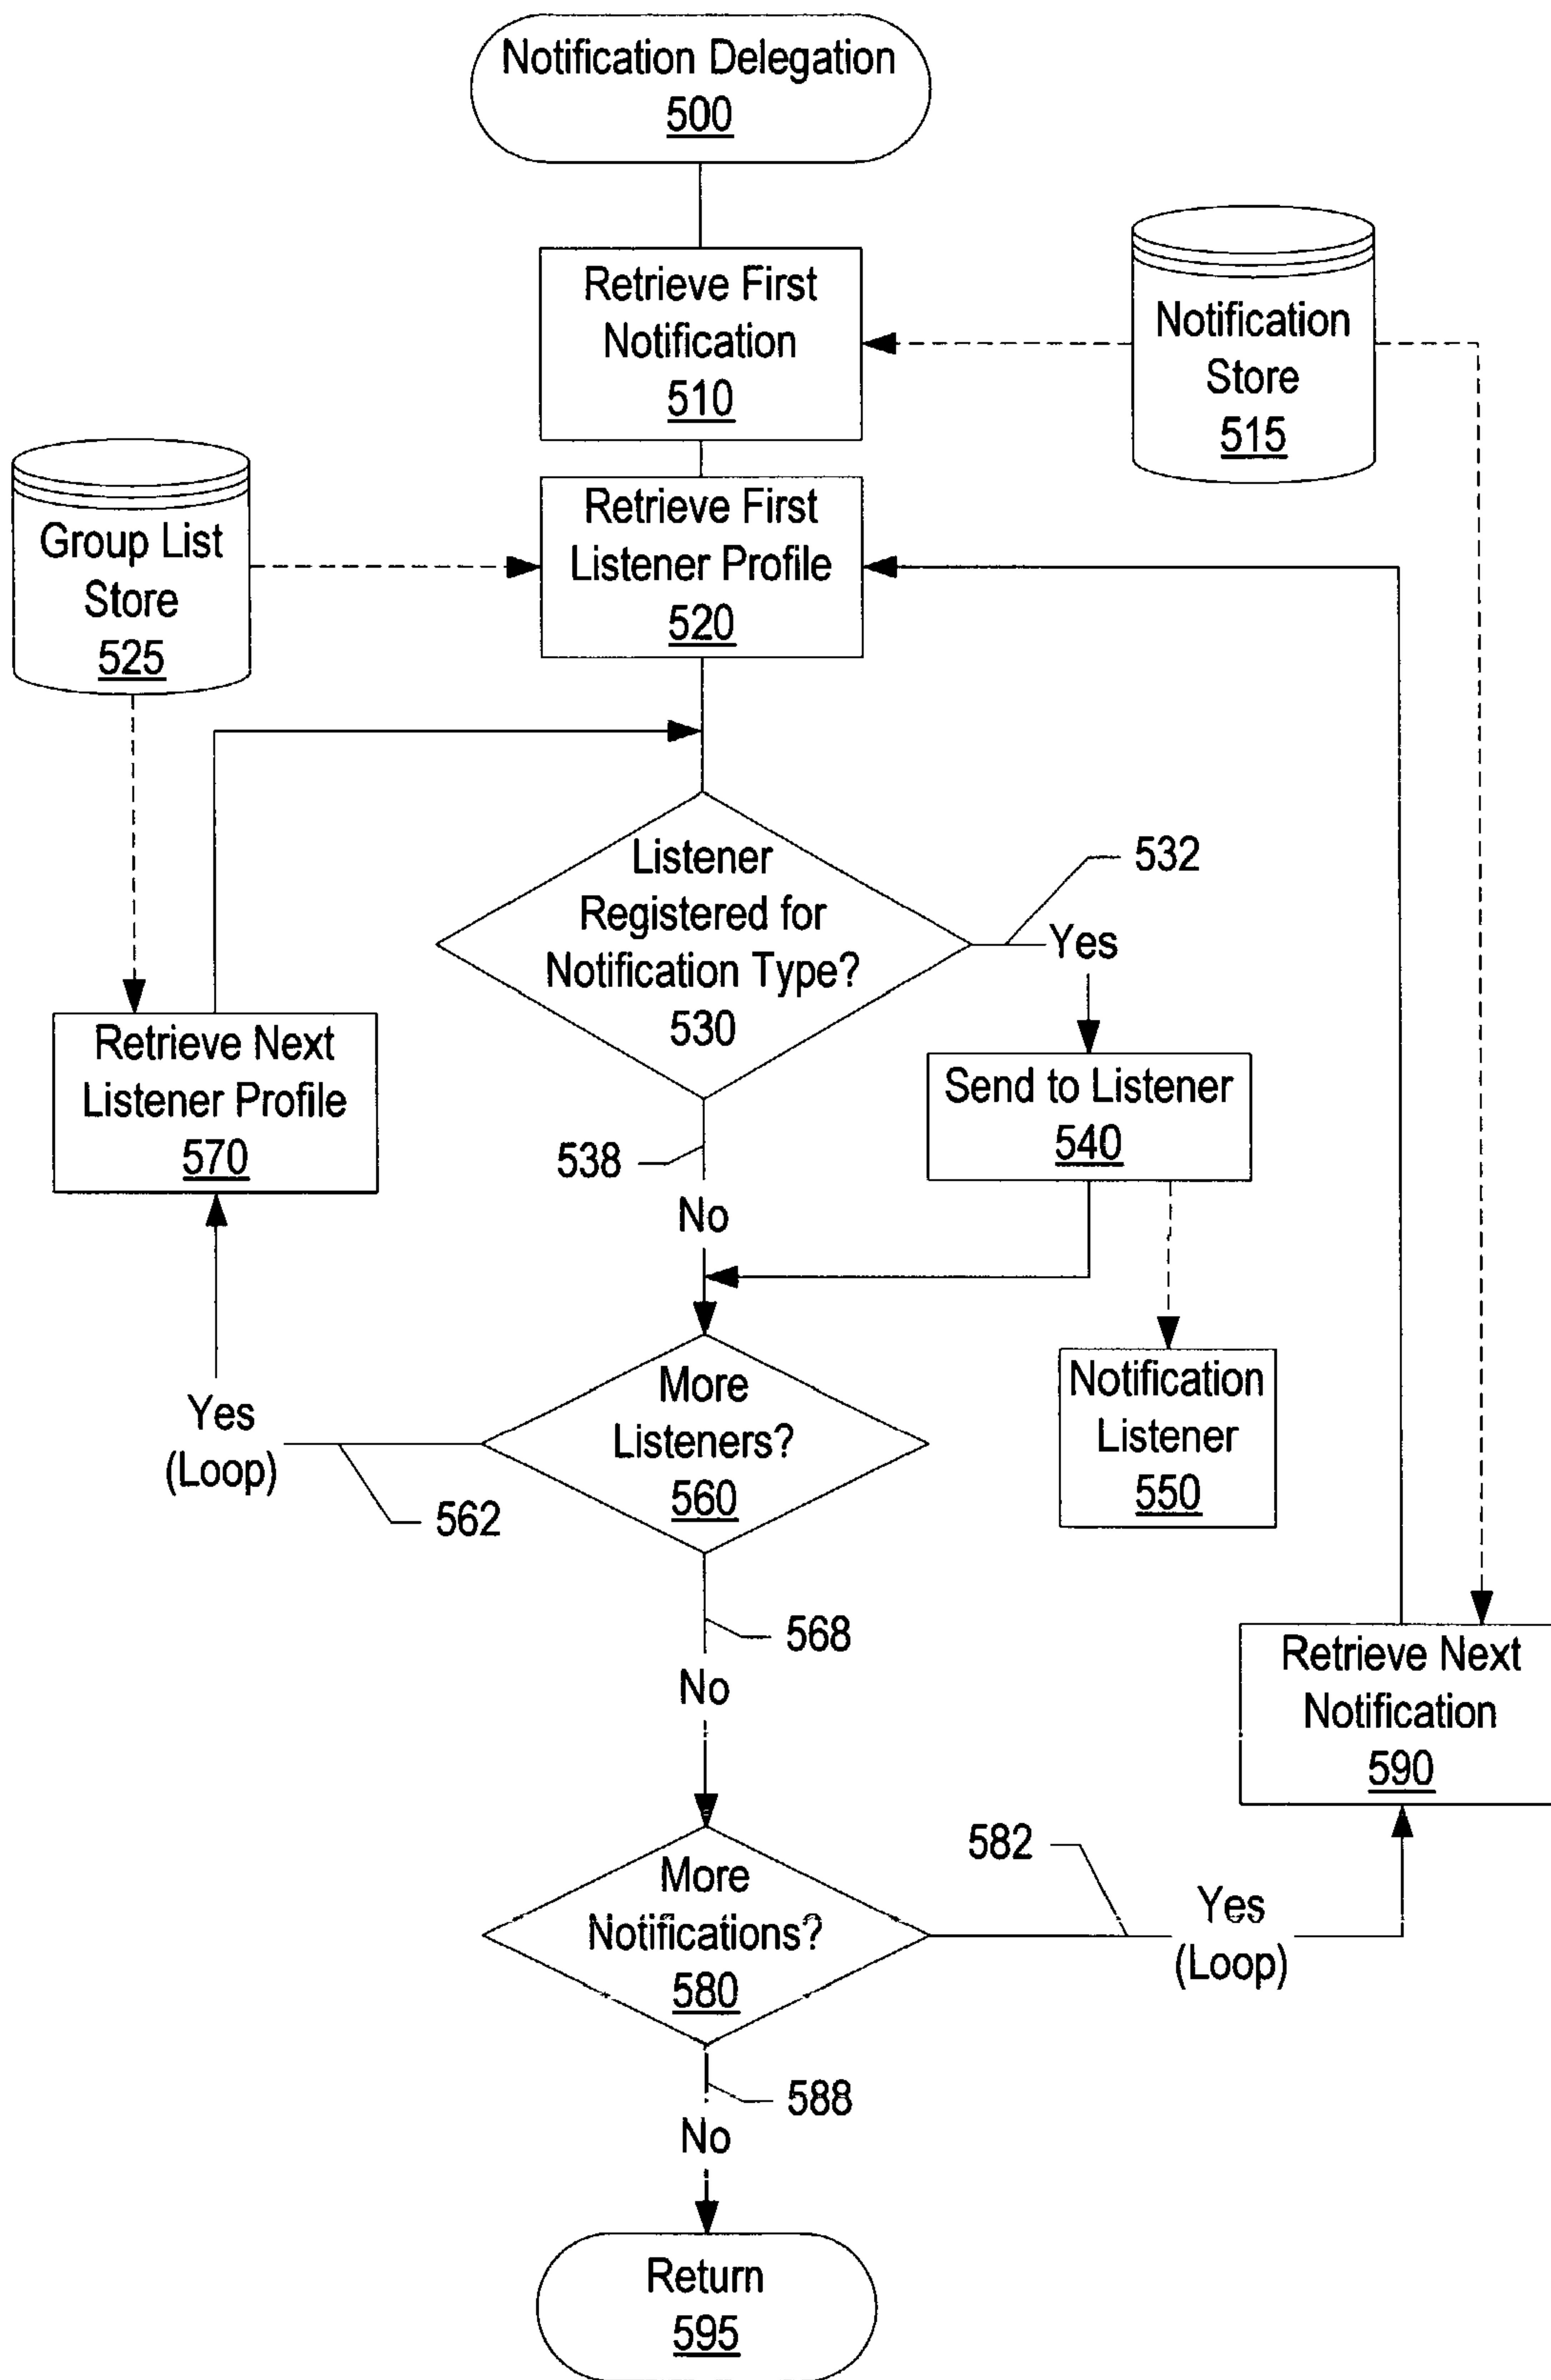 Notification Delegation
500
Retrieve First
Notification
510
Notification
Store
515
Group List
Store
525
Retrieve First
Listener Profile
520
Listener
Registered for
Notification Type?
530
532
Yes
Retrieve Next
Listener Profile
570
Send to Listener
540
538
No
More
Listeners?
560
Yes
(Loop)
562
Notification
Listener
550
568
No
Retrieve Next
Notification
590
More
Notifications?
580
582
Yes
(Loop)
588
No
Return
595